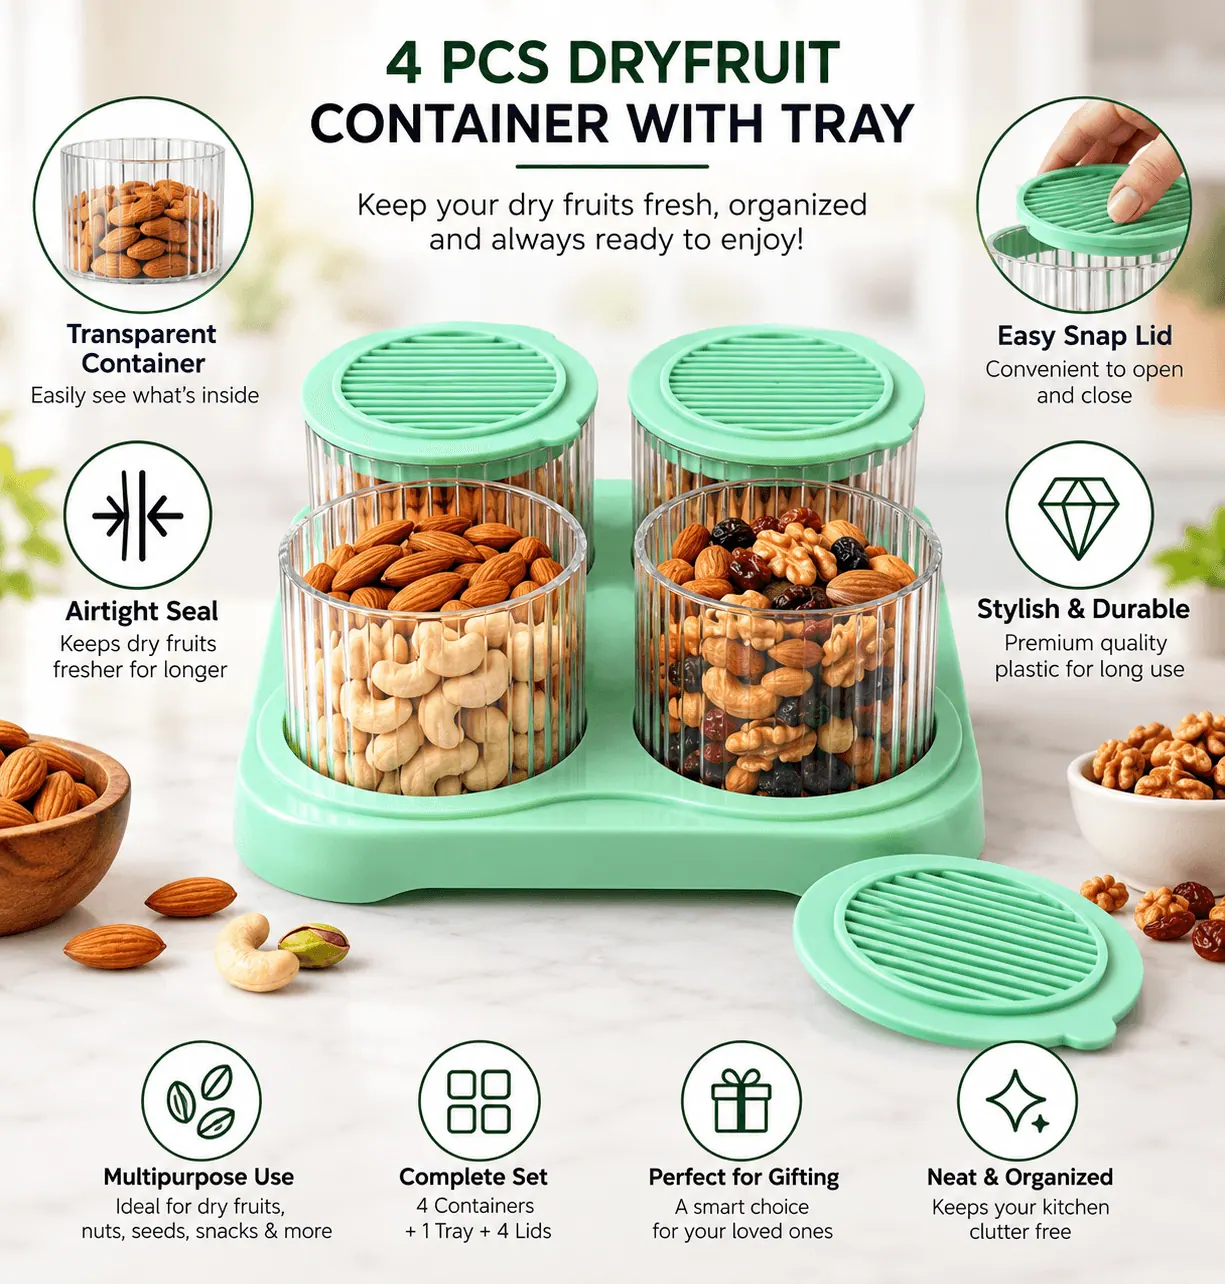 4 PCS DRYFRUIT
CONTAINER WITH TRAY
Keep your dry fruits fresh, organized
and always ready to enjoy!
Transparent
Container
Easily see what's inside
Easy Snap Lid
Convenient to open
and close
Airtight Seal
Keeps dry fruits
fresher for longer
Stylish & Durable
Premium quality
plastic for long use
Multipurpose Use
Ideal for dry fruits,
nuts, seeds, snacks & more
Complete Set
4 Containers
+ 1 Tray + 4 Lids
Perfect for Gifting
A smart choice
for your loved ones
Neat & Organized
Keeps your kitchen
clutter free